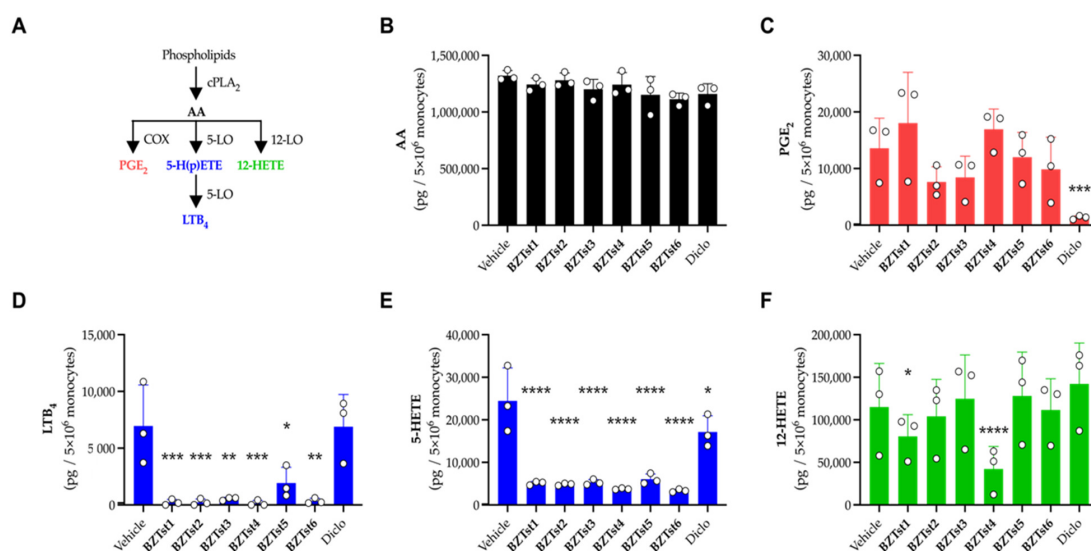 A
Phospholipids
cPLA2
AA
COX 5-LO 12-LO
PGE2 5-H(p)ETE 12-HETE
5-LO
LTB4
B
AA
(pg / 5×10⁶ monocytes)
1,500,000
1,000,000
500,000
0
Vehicle BZTst1 BZTst2 BZTst3 BZTst4 BZTst5 BZTst6 Diclo
C
PGE2
(pg / 5×10⁶ monocytes)
30,000
20,000
10,000
0
***
Vehicle BZTst1 BZTst2 BZTst3 BZTst4 BZTst5 BZTst6 Diclo
D
LTB4
(pg / 5×10⁶ monocytes)
15,000
10,000
5 000
0
*** *** ** *** * **
Vehicle BZTst1 BZTst2 BZTst3 BZTst4 BZTst5 BZTst6 Diclo
E
5-HETE
(pg / 5×10⁶ monocytes)
40,000
30,000
20,000
10,000
0
**** **** **** **** **** **** *
Vehicle BZTst1 BZTst2 BZTst3 BZTst4 BZTst5 BZTst6 Diclo
F
12-HETE
(pg / 5×10⁶ monocytes)
200,000
150,000
100,000
50,000
0
* ****
Vehicle BZTst1 BZTst2 BZTst3 BZTst4 BZTst5 BZTst6 Diclo